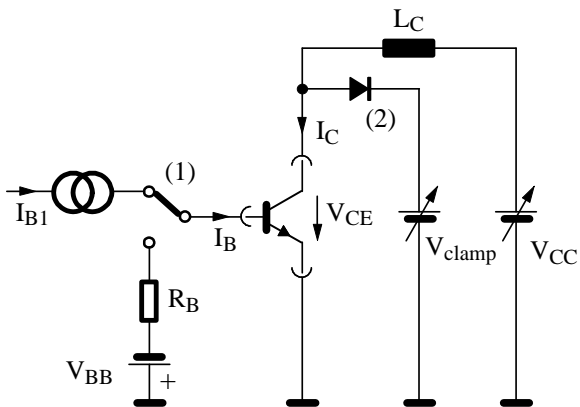 L_C
(2)
I_C
(1)
I_B1
I_B
V_CE
V_clamp
V_CC
R_B
V_BB
+